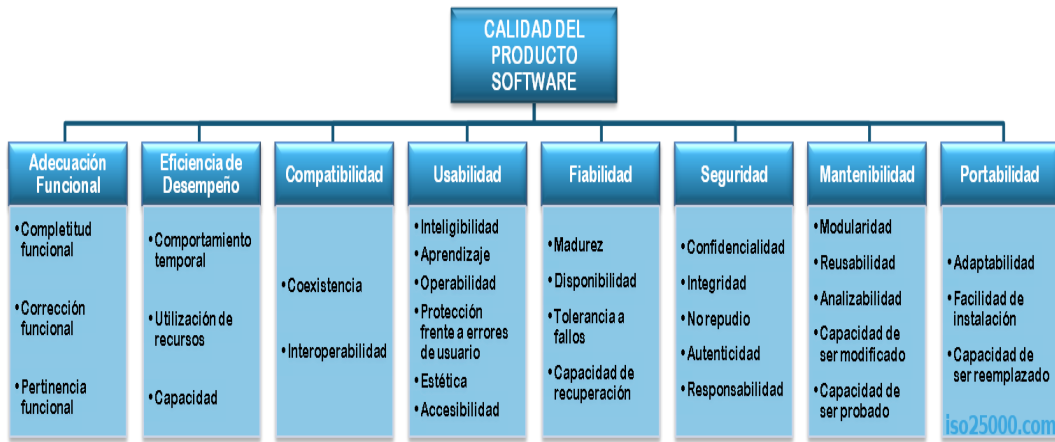 CALIDAD DEL
PRODUCTO
SOFTWARE
Adecuación
Funcional
•Completitud
funcional
•Corrección
funcional
•Pertinencia
funcional
Eficiencia de
Desempeño
•Comportamiento
temporal
•Utilización de
recursos
•Capacidad
Compatibilidad
•Coexistencia
•Interoperabilidad
Usabilidad
•Inteligibilidad
•Aprendizaje
•Operabilidad
•Protección
frente a errores
de usuario
•Estética
•Accesibilidad
Fiabilidad
•Madurez
•Disponibilidad
•Tolerancia a
fallos
•Capacidad de
recuperación
Seguridad
•Confidencialidad
•Integridad
•No repudio
•Autenticidad
•Responsabilidad
Mantenibilidad
•Modularidad
•Reusabilidad
•Analizabilidad
•Capacidad de
ser modificado
•Capacidad de
ser probado
Portabilidad
•Adaptabilidad
•Facilidad de
instalación
•Capacidad de
ser reemplazado
iso25000.com